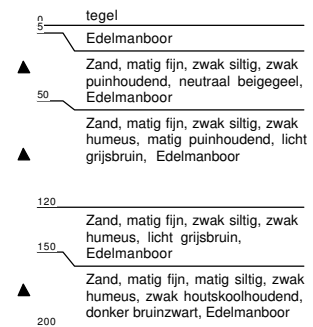 0 tegel
5
Edelmanboor
Zand, matig fijn, zwak siltig, zwak
puinhoudend, neutraal beigegeel,
50 Edelmanboor
Zand, matig fijn, zwak siltig, zwak
humeus, matig puinhoudend, licht
grijsbruin, Edelmanboor
120
Zand, matig fijn, zwak siltig, zwak
humeus, licht grijsbruin,
150 Edelmanboor
Zand, matig fijn, matig siltig, zwak
humeus, zwak houtskoolhoudend,
donker bruinzwart, Edelmanboor
200